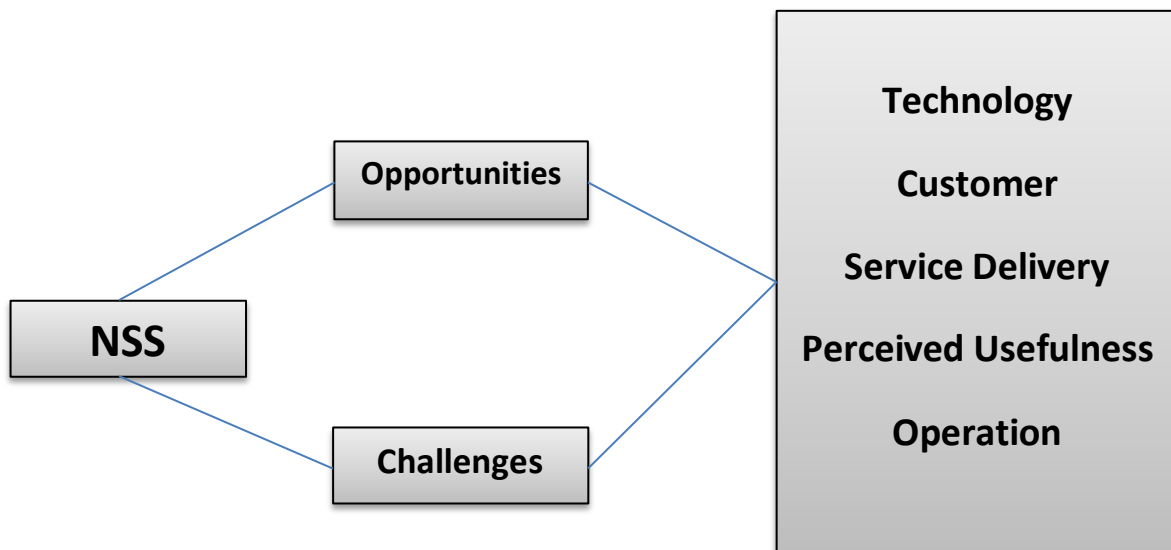 NSS
Opportunities
Challenges
Technology
Customer
Service Delivery
Perceived Usefulness
Operation